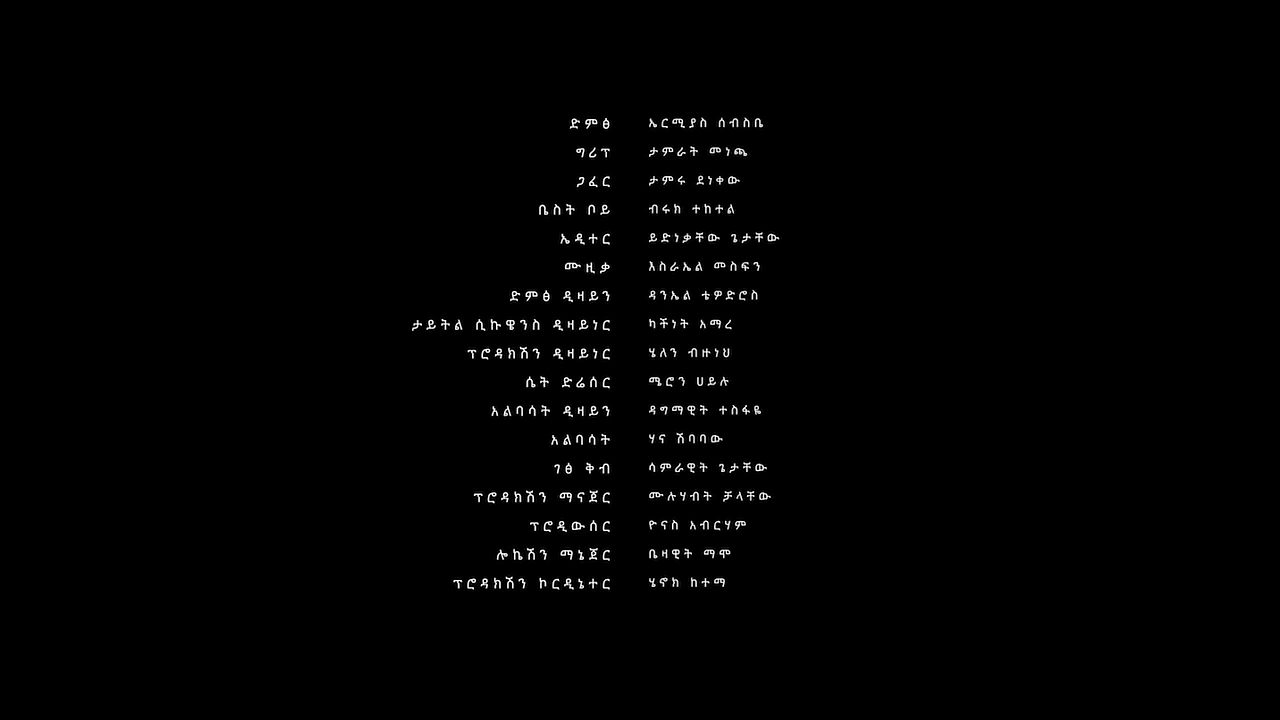 ድምፅ ኤርሚያስ ሰብስቤ
ግሪፕ ታምራት መነጫ
ጋፈር ታምሩ ደነቀው
ቤስት ቦይ ብሩክ ተከተል
ኤዲተር ይድነቃቸው ጌታቸው
ሙዚቃ እስራኤል መስፍን
ድምፅ ዲዛይን ዳንኤል ቴዎድሮስ
ታይትል ሲኩዌንስ ዲዛይነር ካችነት አማረ
ፕሮዳክሽን ዲዛይነር ሄለን ብዙነህ
ሴት ድሬሰር ሜሮን ሀይሉ
አልባሳት ዲዛይን ዳግማዊት ተስፋዬ
አልባሳት ሃና ሽባባው
ገፅ ቅብ ሳምራዊት ጌታቸው
ፕሮዳክሽን ማናጀር ሙሉሃብት ቻላቸው
ፕሮዲውሰር ዮናስ አብርሃም
ሎኬሽን ማኔጀር ቤዛዊት ማሞ
ፕሮዳክሽን ኮርዲኔተር ሄኖክ ከተማ